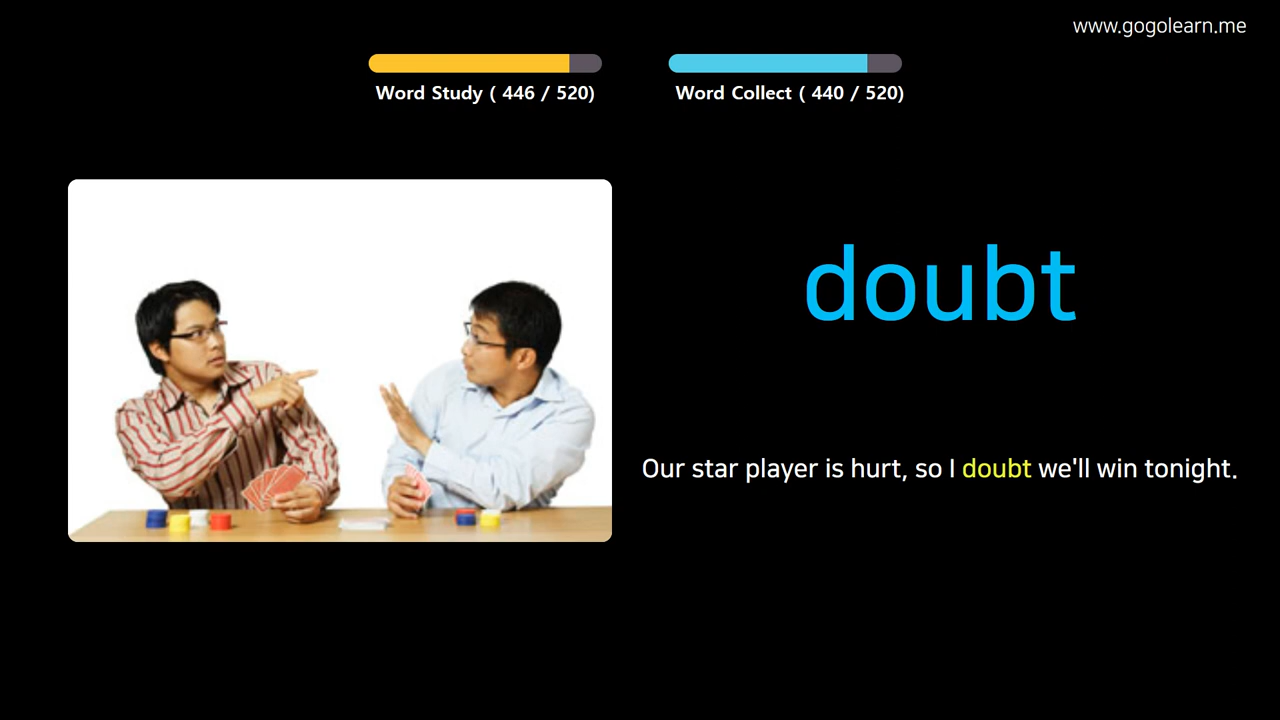 www.gogolearn.me
Word Study ( 446 / 520)
Word Collect ( 440 / 520)
doubt
Our star player is hurt, so I doubt we'll win tonight.